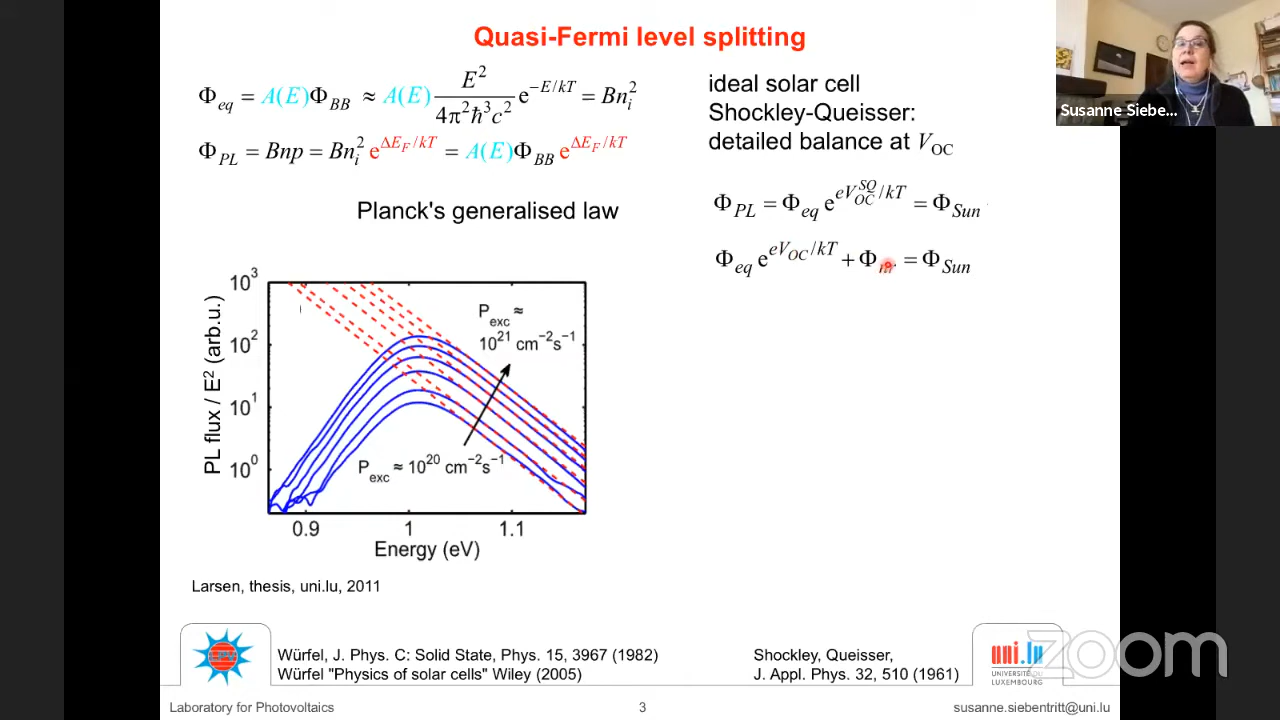 Quasi-Fermi level splitting
Φ_eq = A(E)Φ_BB ≈ A(E) E²/(4π²ℏ³c²) e^(−E/kT) = Bn_i²
Φ_PL = Bnp = Bn_i² e^(ΔE_F/kT) = A(E)Φ_BB e^(ΔE_F/kT)
Planck's generalised law
ideal solar cell
Shockley-Queisser:
detailed balance at V_OC
Φ_PL = Φ_eq e^(eV_OC^SQ/kT) = Φ_Sun
Φ_eq e^(eV_OC/kT) + Φ = Φ_Sun
Susanne Siebe...
PL flux / E² (arb.u.)
10³
10²
10¹
10⁰
P_exc ≈
10²¹ cm⁻²s⁻¹
P_exc ≈ 10²⁰ cm⁻²s⁻¹
0.9 1 1.1
Energy (eV)
Larsen, thesis, uni.lu, 2011
Würfel, J. Phys. C: Solid State, Phys. 15, 3967 (1982)
Würfel "Physics of solar cells" Wiley (2005)
Shockley, Queisser,
J. Appl. Phys. 32, 510 (1961)
uni.lu
UNIVERSITÉ DU
LUXEMBOURG
zoom
Laboratory for Photovoltaics
3
susanne.siebentritt@uni.lu